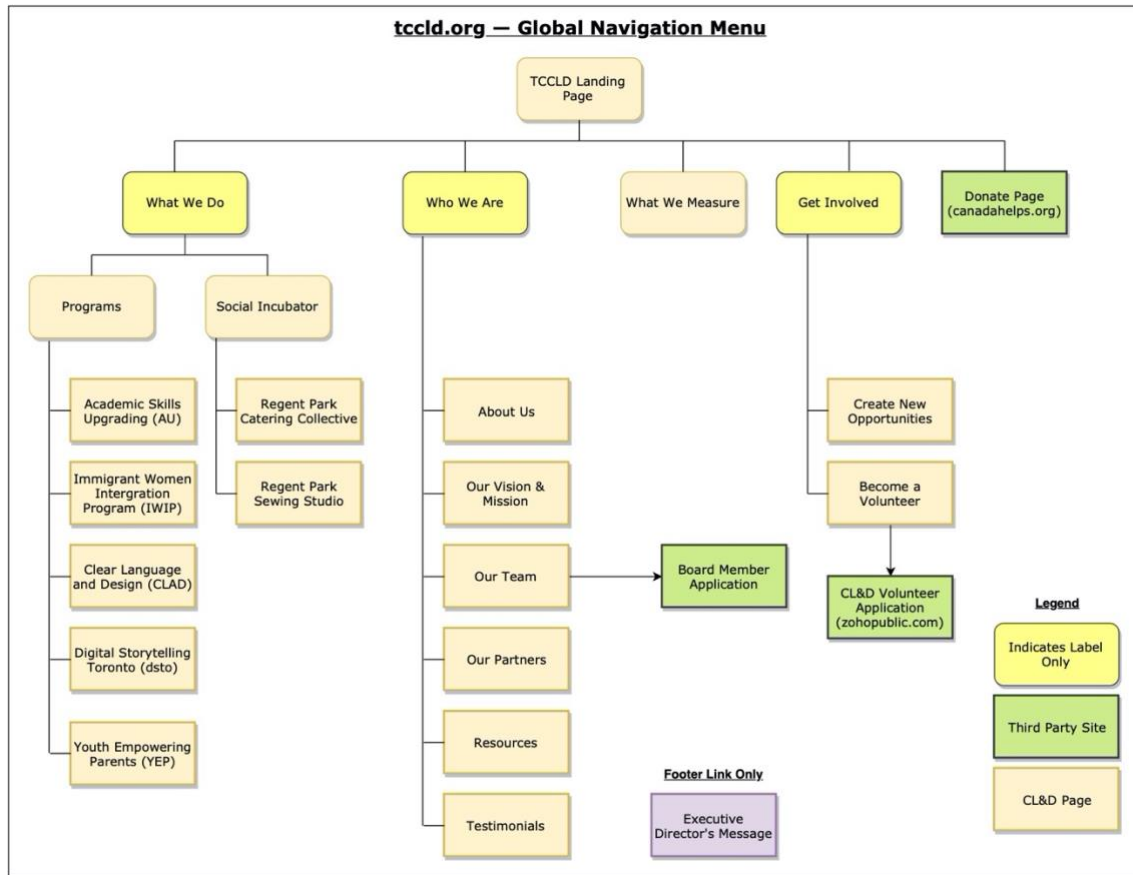 tccld.org — Global Navigation Menu
TCCLD Landing
Page
What We Do
Who We Are
What We Measure
Get Involved
Donate Page
(canadahelps.org)
Programs
Social Incubator
Academic Skills
Upgrading (AU)
Regent Park
Catering Collective
About Us
Create New
Opportunities
Immigrant Women
Intergration
Program (IWIP)
Regent Park
Sewing Studio
Our Vision &
Mission
Become a
Volunteer
Clear Language
and Design (CLAD)
Our Team
Board Member
Application
CL&D Volunteer
Application
(zohopublic.com)
Digital Storytelling
Toronto (dsto)
Our Partners
Youth Empowering
Parents (YEP)
Resources
Testimonials
Footer Link Only
Executive
Director's Message
Legend
Indicates Label
Only
Third Party Site
CL&D Page